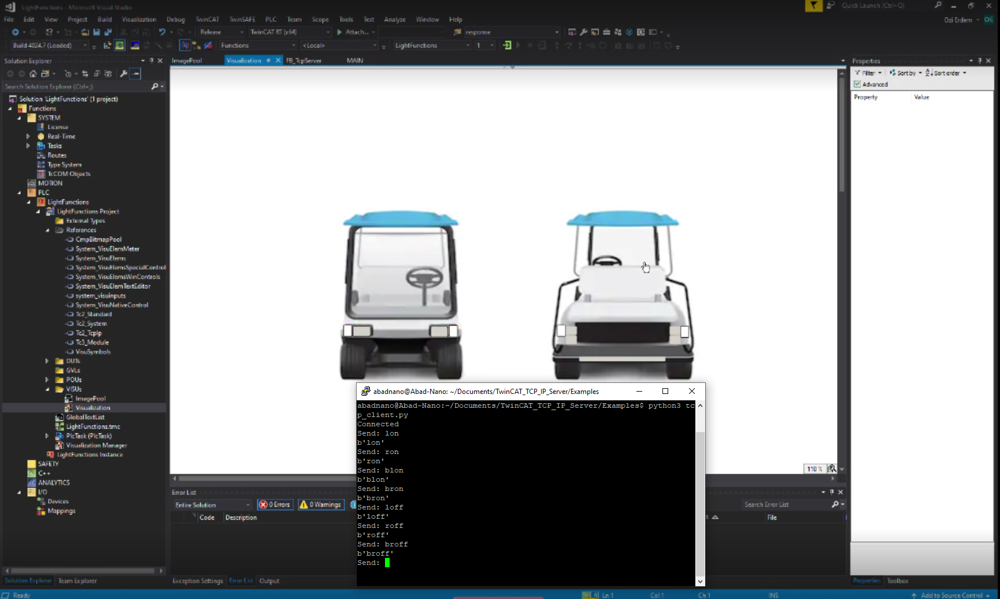 LightFunctions - Microsoft Visual Studio
Quick Launch (Ctrl+Q)
File Edit View Project Build Visualization Debug TwinCAT TwinSAFE PLC Team Scope Tools Test Analyze Window Help
Ozi Erdem OE
Release TwinCAT RT (x64) Attach... response
Build 4024.7 (Loaded) Functions <Local> LightFunctions 1
Solution Explorer
ImagePool Visualization FB_TcpServer MAIN
Properties
Filter Sort by Sort order
Advanced
Property Value
Search Solution Explorer (Ctrl+;)
Solution 'LightFunctions' (1 project)
Functions
SYSTEM
License
Real-Time
Tasks
Routes
Type System
TcCOM Objects
MOTION
PLC
LightFunctions
LightFunctions Project
External Types
References
CmpBitmapPool
System_VisuElemMeter
System_VisuElems
System_VisuElemsSpecialControl
System_VisuElemsWinControls
System_VisuElemTextEditor
system_visuinputs
System_VisuNativeControl
Tc2_Standard
Tc2_System
Tc2_TcpIp
Tc3_Module
VisuSymbols
DUTs
GVLs
POUs
VISUs
ImagePool
Visualization
GlobalTextList
LightFunctions.tmc
PlcTask (PlcTask)
Visualization Manager
LightFunctions Instance
SAFETY
C++
ANALYTICS
I/O
Devices
Mappings
Solution Explorer Team Explorer
110 %
abadnano@Abad-Nano: ~/Documents/TwinCAT_TCP_IP_Server/Examples
abadnano@Abad-Nano:~/Documents/TwinCAT_TCP_IP_Server/Examples$ python3 tc
p_client.py
Connected
Send: lon
b'lon'
Send: ron
b'ron'
Send: blon
b'blon'
Send: bron
b'bron'
Send: loff
b'loff'
Send: roff
b'roff'
Send: broff
b'broff'
Send:
Error List
Entire Solution 0 Errors 0 Warnings
Search Error List
Code Description File
Exception Settings Error List Output
Properties Toolbox
Ready Ln 1 Col 1 Ch 1 INS Add to Source Control